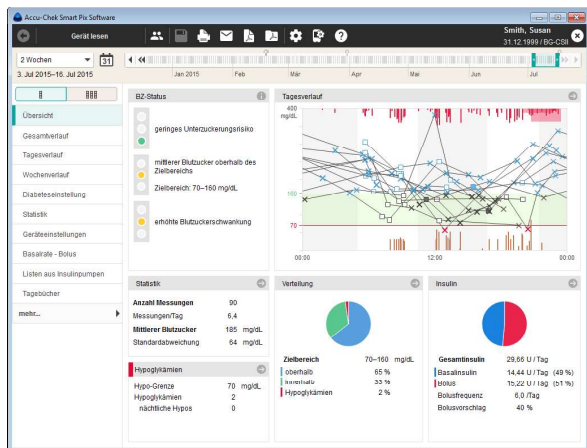 Accu-Chek Smart Pix Software
Gerät lesen
Smith, Susan
31.12.1999 / BG-CSII
2 Wochen
31
3. Jul 2015–16. Jul 2015
Jan 2015 Feb Mär Apr Mai Jun Jul
Übersicht
Gesamtverlauf
Tagesverlauf
Wochenverlauf
Diabeteseinstellung
Statistik
Geräteeinstellungen
Basalrate - Bolus
Listen aus Insulinpumpen
Tagebücher
mehr...
BZ-Status
geringes Unterzuckerungsrisiko
mittlerer Blutzucker oberhalb des
Zielbereichs
Zielbereich: 70–160 mg/dL
erhöhte Blutzuckerschwankung
Tagesverlauf
400
mg/dL
160
70
00:00 12:00 00:00
Statistik
Anzahl Messungen 90
Messungen/Tag 6,4
Mittlerer Blutzucker 185 mg/dL
Standardabweichung 64 mg/dL
Hypoglykämien
Hypo-Grenze 70 mg/dL
Hypoglykämien 2
nächtliche Hypos 0
Verteilung
Zielbereich 70–160 mg/dL
oberhalb 65 %
innerhalb 33 %
Hypoglykämien 2 %
Insulin
Gesamtinsulin 29,66 U / Tag
Basalinsulin 14,44 U / Tag (49 %)
Bolus 15,22 U / Tag (51 %)
Bolusfrequenz 6,0 /Tag
Bolusvorschlag 40 %